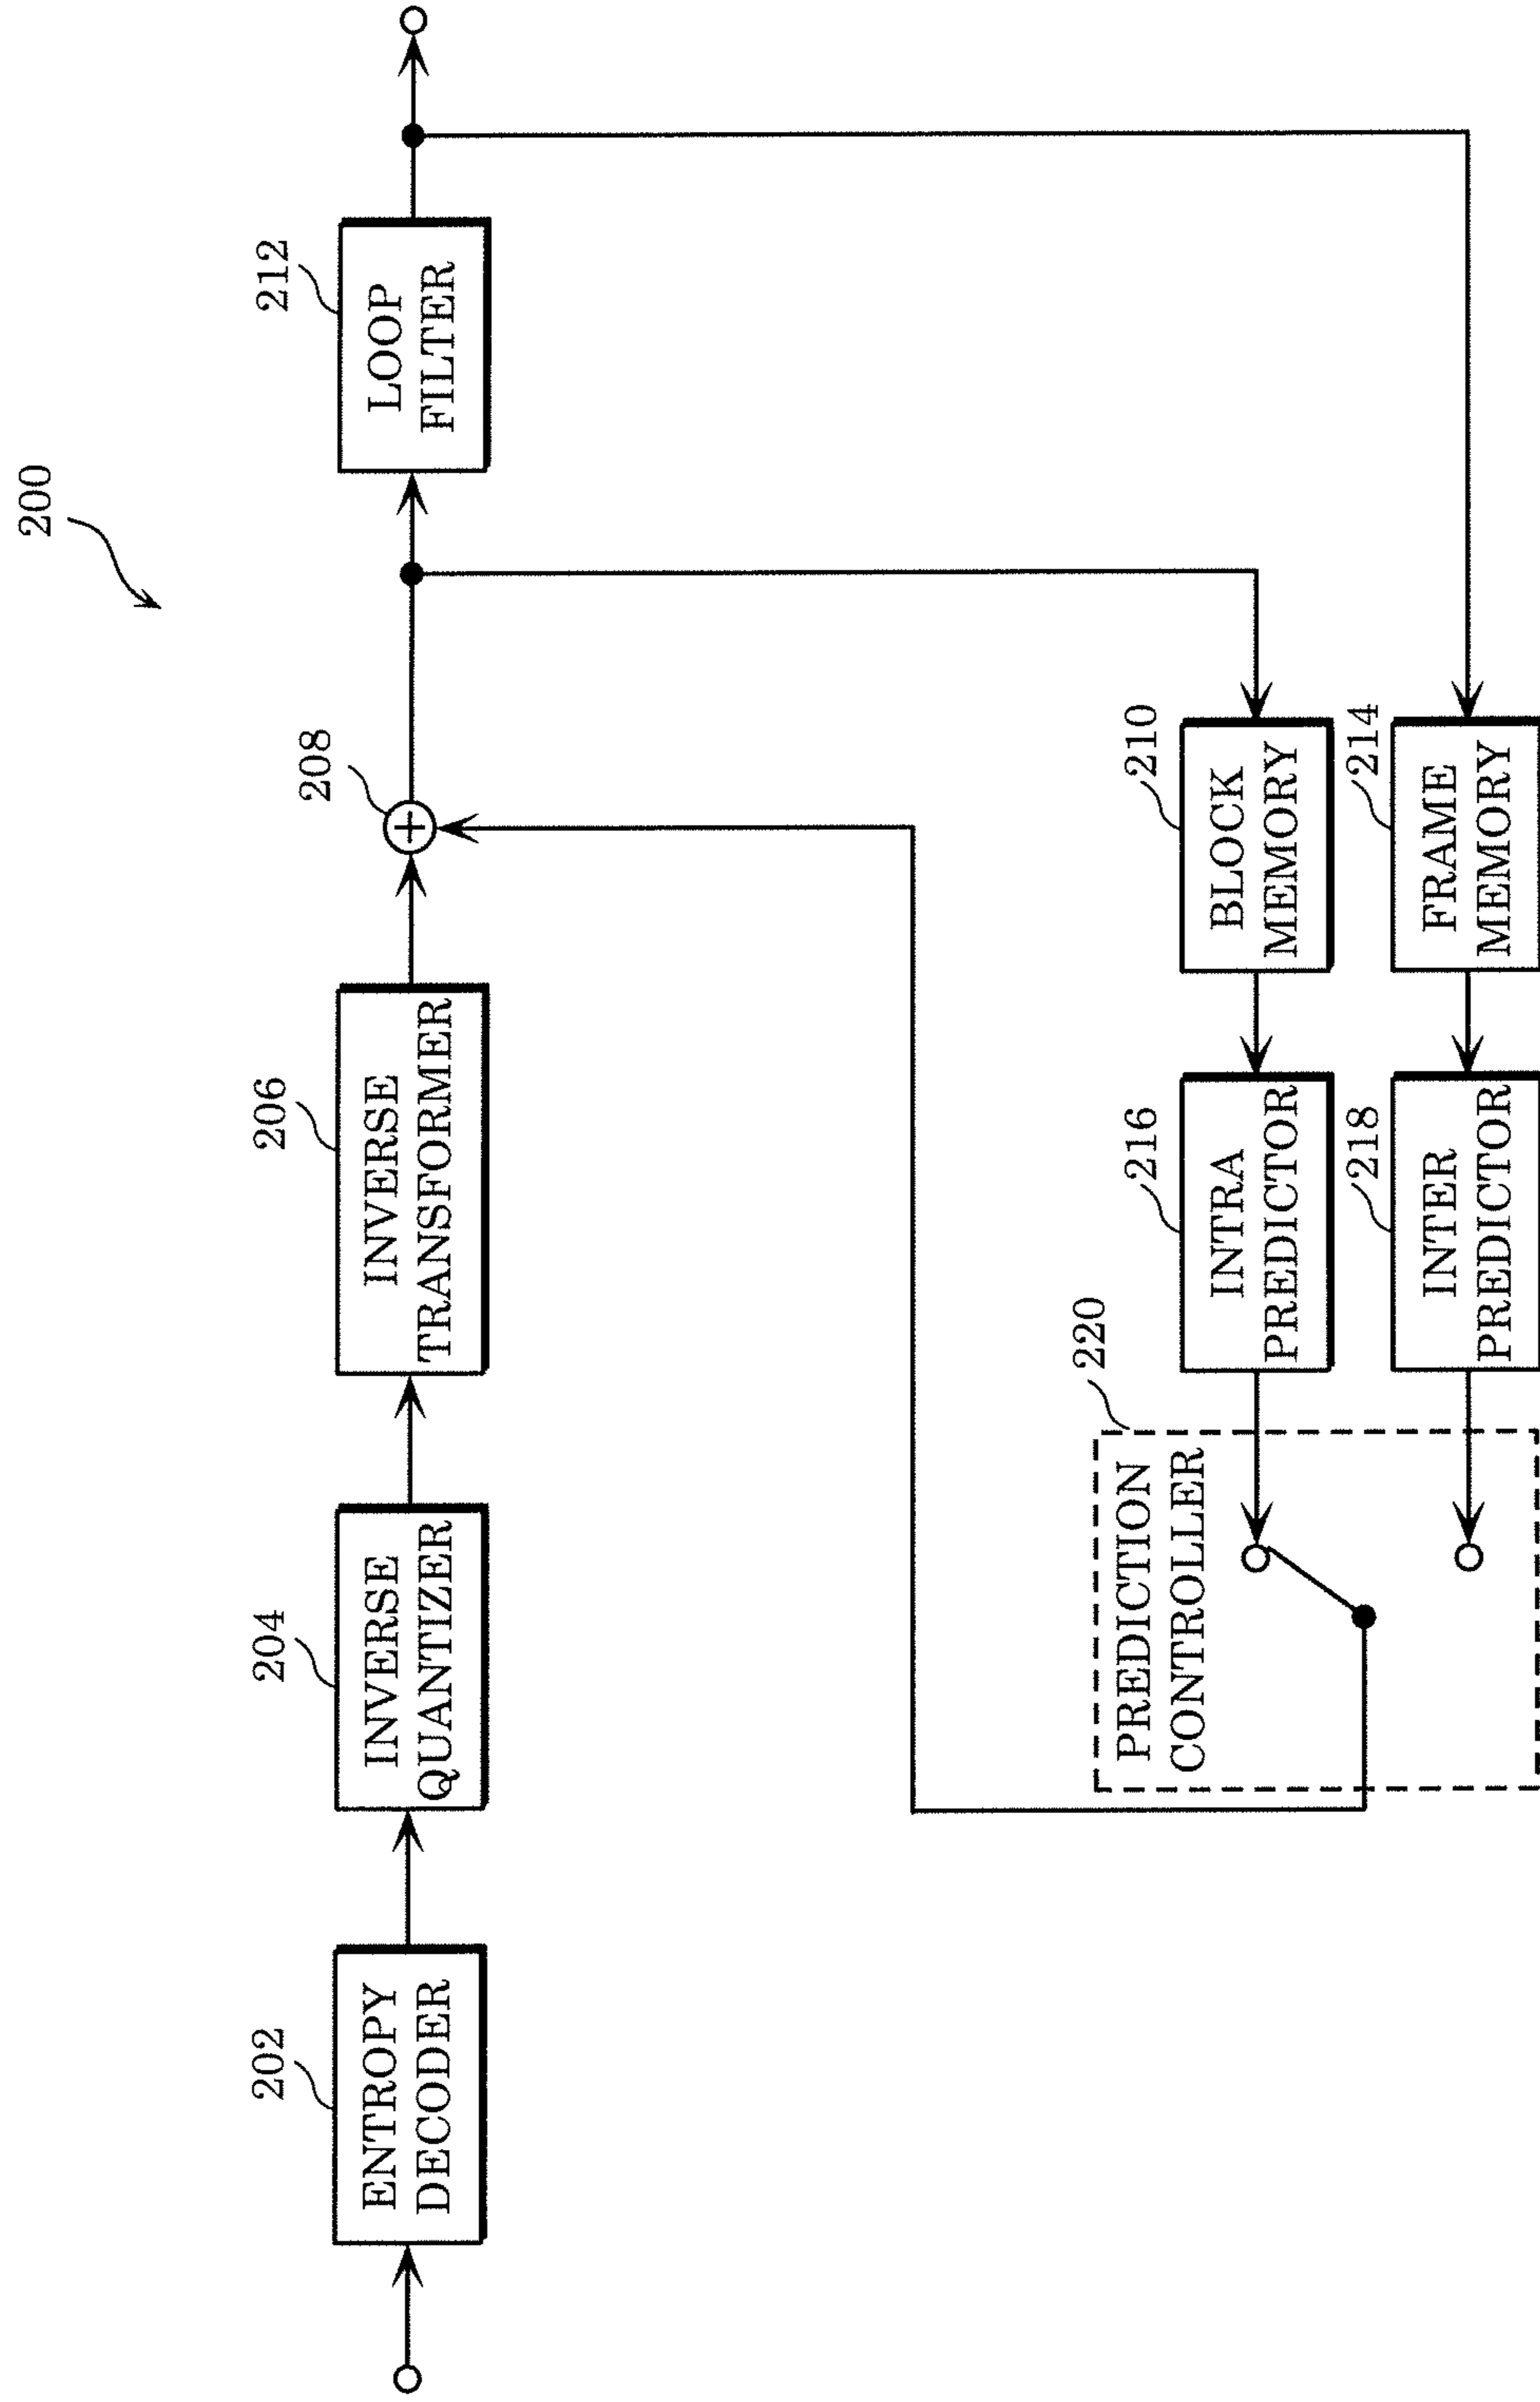 200
202
ENTROPY
DECODER
204
INVERSE
QUANTIZER
206
INVERSE
TRANSFORMER
208
+
212
LOOP
FILTER
220
PREDICTION
CONTROLLER
216
INTRA
PREDICTOR
210
BLOCK
MEMORY
218
INTER
PREDICTOR
214
FRAME
MEMORY